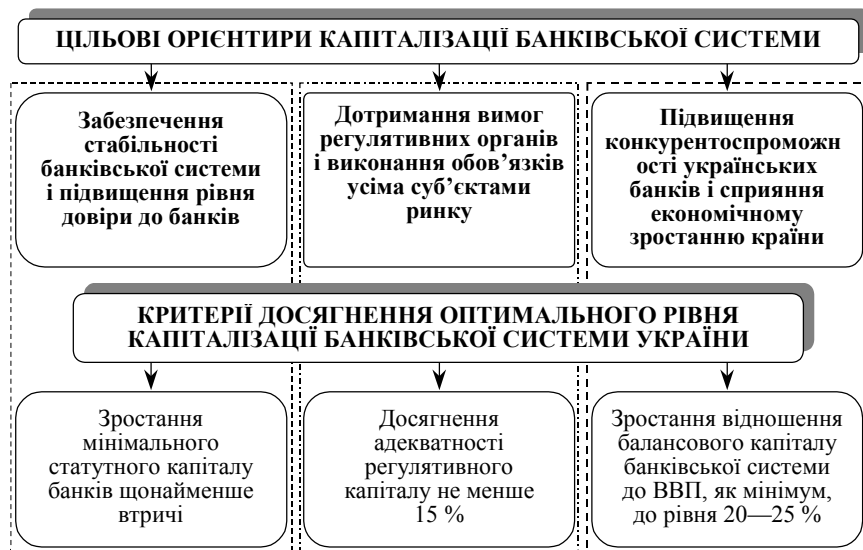 ЦІЛЬОВІ ОРІЄНТИРИ КАПІТАЛІЗАЦІЇ БАНКІВСЬКОЇ СИСТЕМИ
Забезпечення
стабільності
банківської системи
і підвищення рівня
довіри до банків
Дотримання вимог
регулятивних органів
і виконання обов’язків
усіма суб’єктами
ринку
Підвищення
конкурентоспроможн
ості українських
банків і сприяння
економічному
зростанню країни
КРИТЕРІЇ ДОСЯГНЕННЯ ОПТИМАЛЬНОГО РІВНЯ
КАПІТАЛІЗАЦІЇ БАНКІВСЬКОЇ СИСТЕМИ УКРАЇНИ
Зростання
мінімального
статутного капіталу
банків щонайменше
втричі
Досягнення
адекватності
регулятивного
капіталу не менше
15 %
Зростання відношення
балансового капіталу
банківської системи
до ВВП, як мінімум,
до рівня 20—25 %